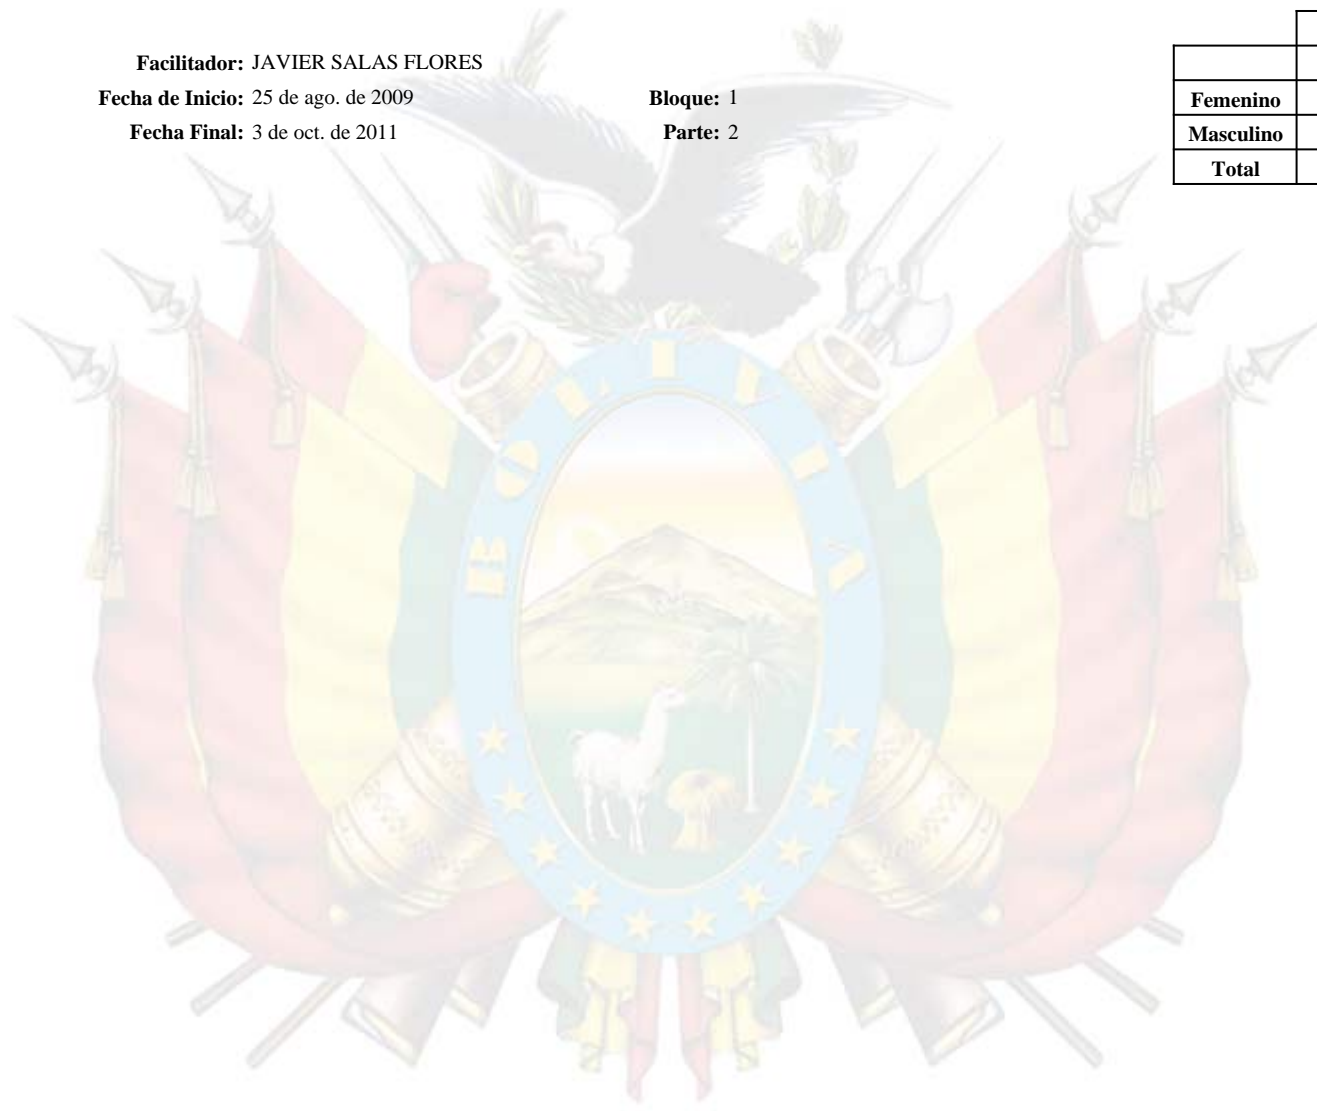 Facilitador: JAVIER SALAS FLORES
Fecha de Inicio: 25 de ago. de 2009 Bloque: 1
Fecha Final: 3 de oct. de 2011 Parte: 2
Femenino
Masculino
Total
BOLIVIA